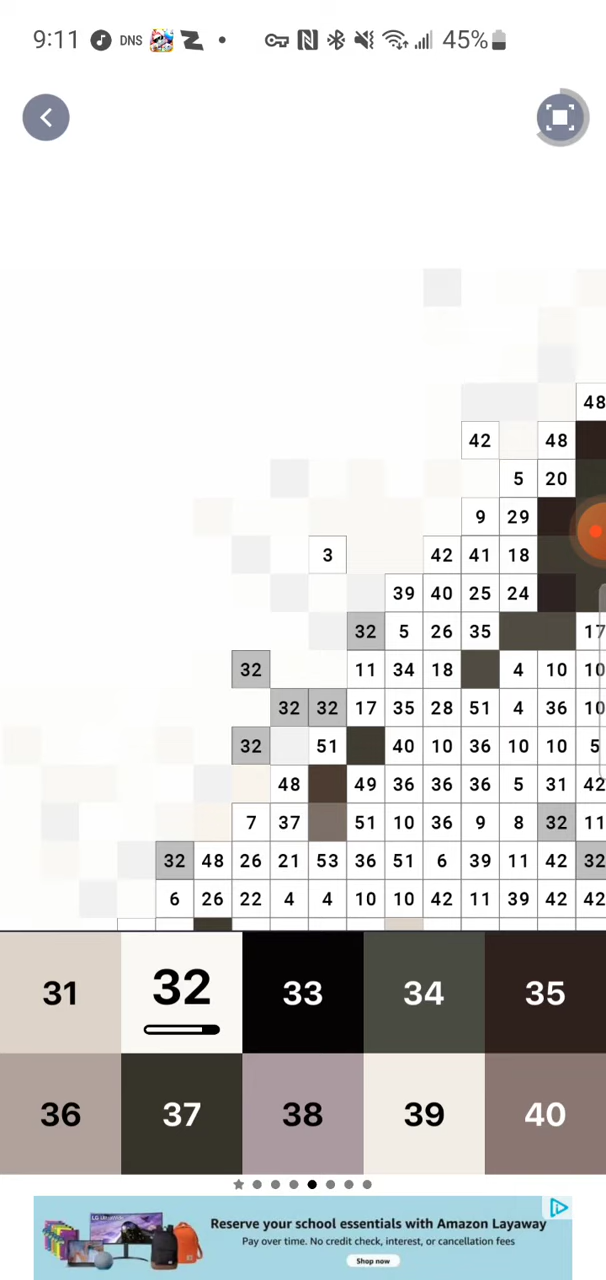 9:11 DNS 45%
48
42 48
5 20
9 29
3 42 41 18
39 40 25 24
32 5 26 35 17
32 11 34 18 4 10 10
32 32 17 35 28 51 4 36 10
32 51 40 10 36 10 10 5
48 49 36 36 36 5 31 42
7 37 51 10 36 9 8 32 11
32 48 26 21 53 36 51 6 39 11 42 32
6 26 22 4 4 10 10 42 11 39 42 42
31 32 33 34 35
36 37 38 39 40
Reserve your school essentials with Amazon Layaway
Pay over time. No credit check, interest, or cancellation fees
Shop now